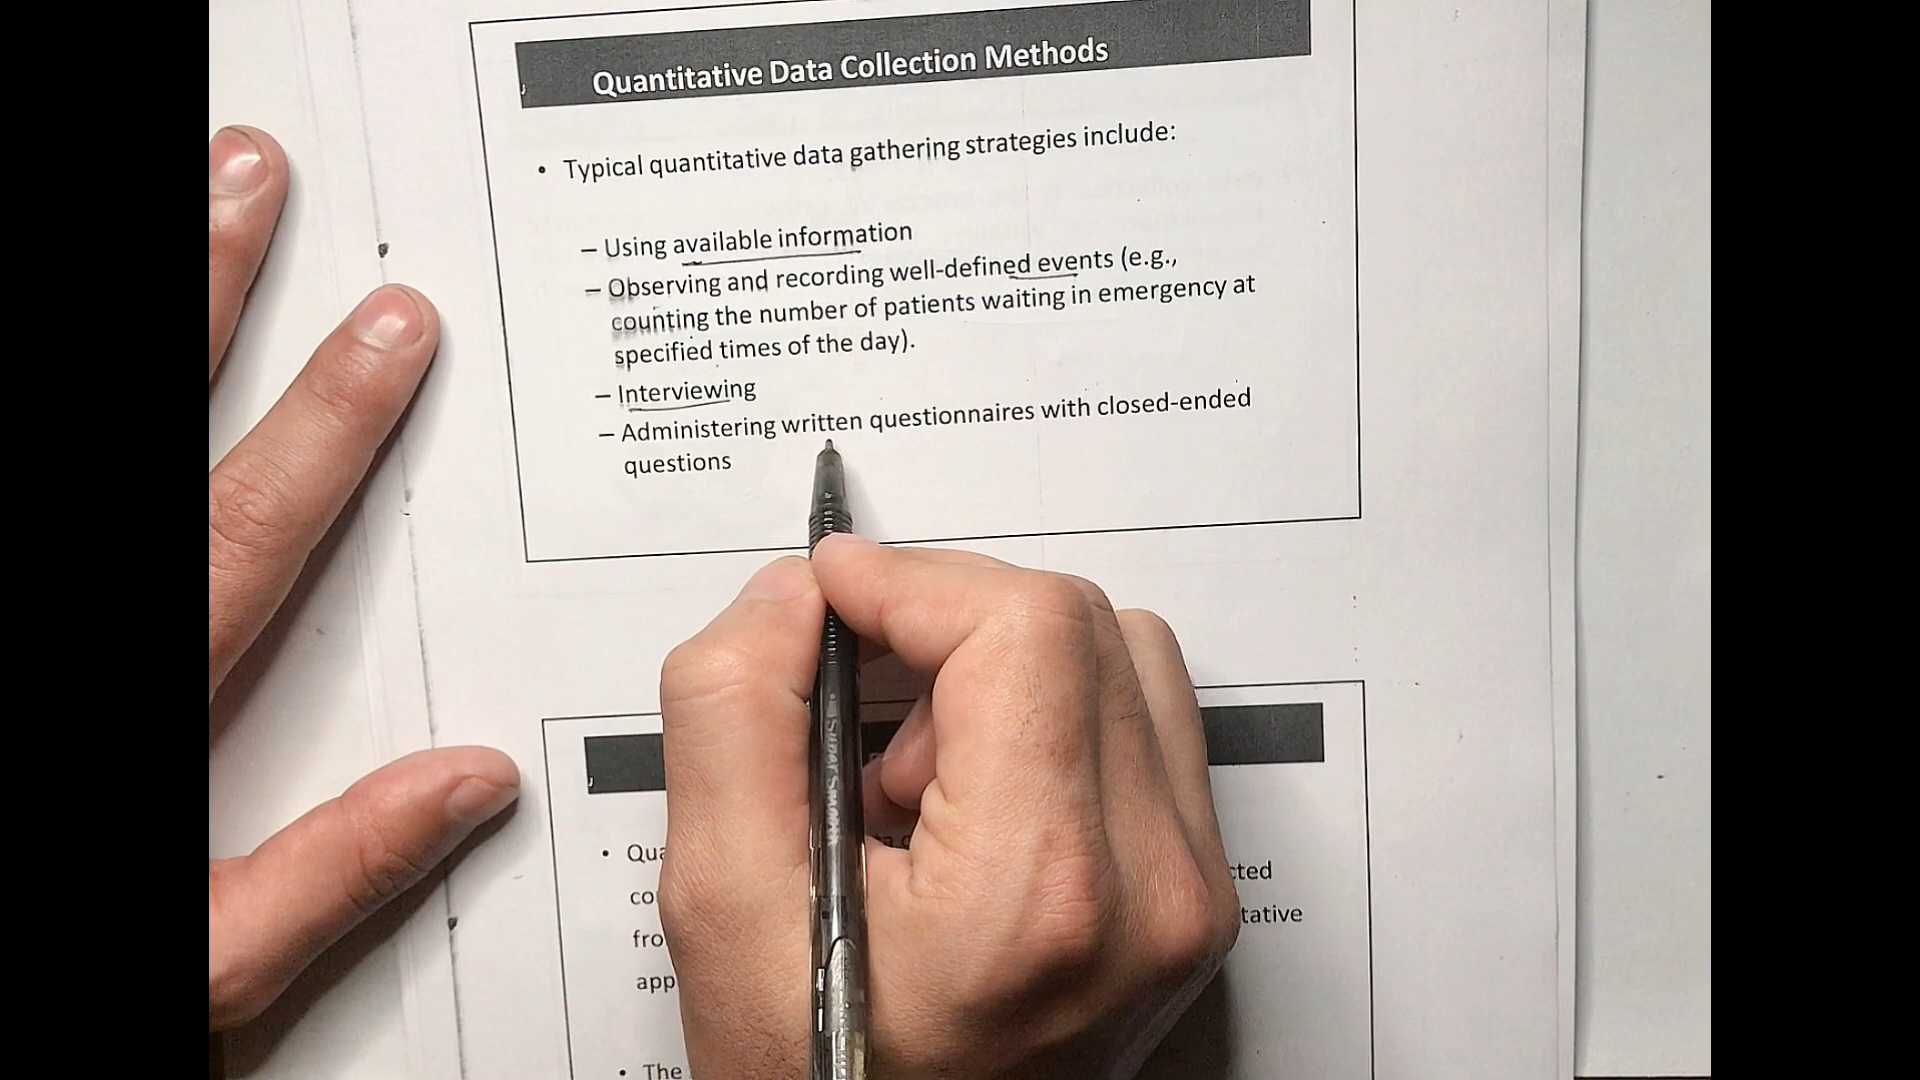 Quantitative Data Collection Methods
• Typical quantitative data gathering strategies include:
– Using available information
– Observing and recording well-defined events (e.g.,
counting the number of patients waiting in emergency at
specified times of the day).
– Interviewing
– Administering written questionnaires with closed-ended
questions
Super Smooth
• Qua
cted
co
tative
fro
app
• The